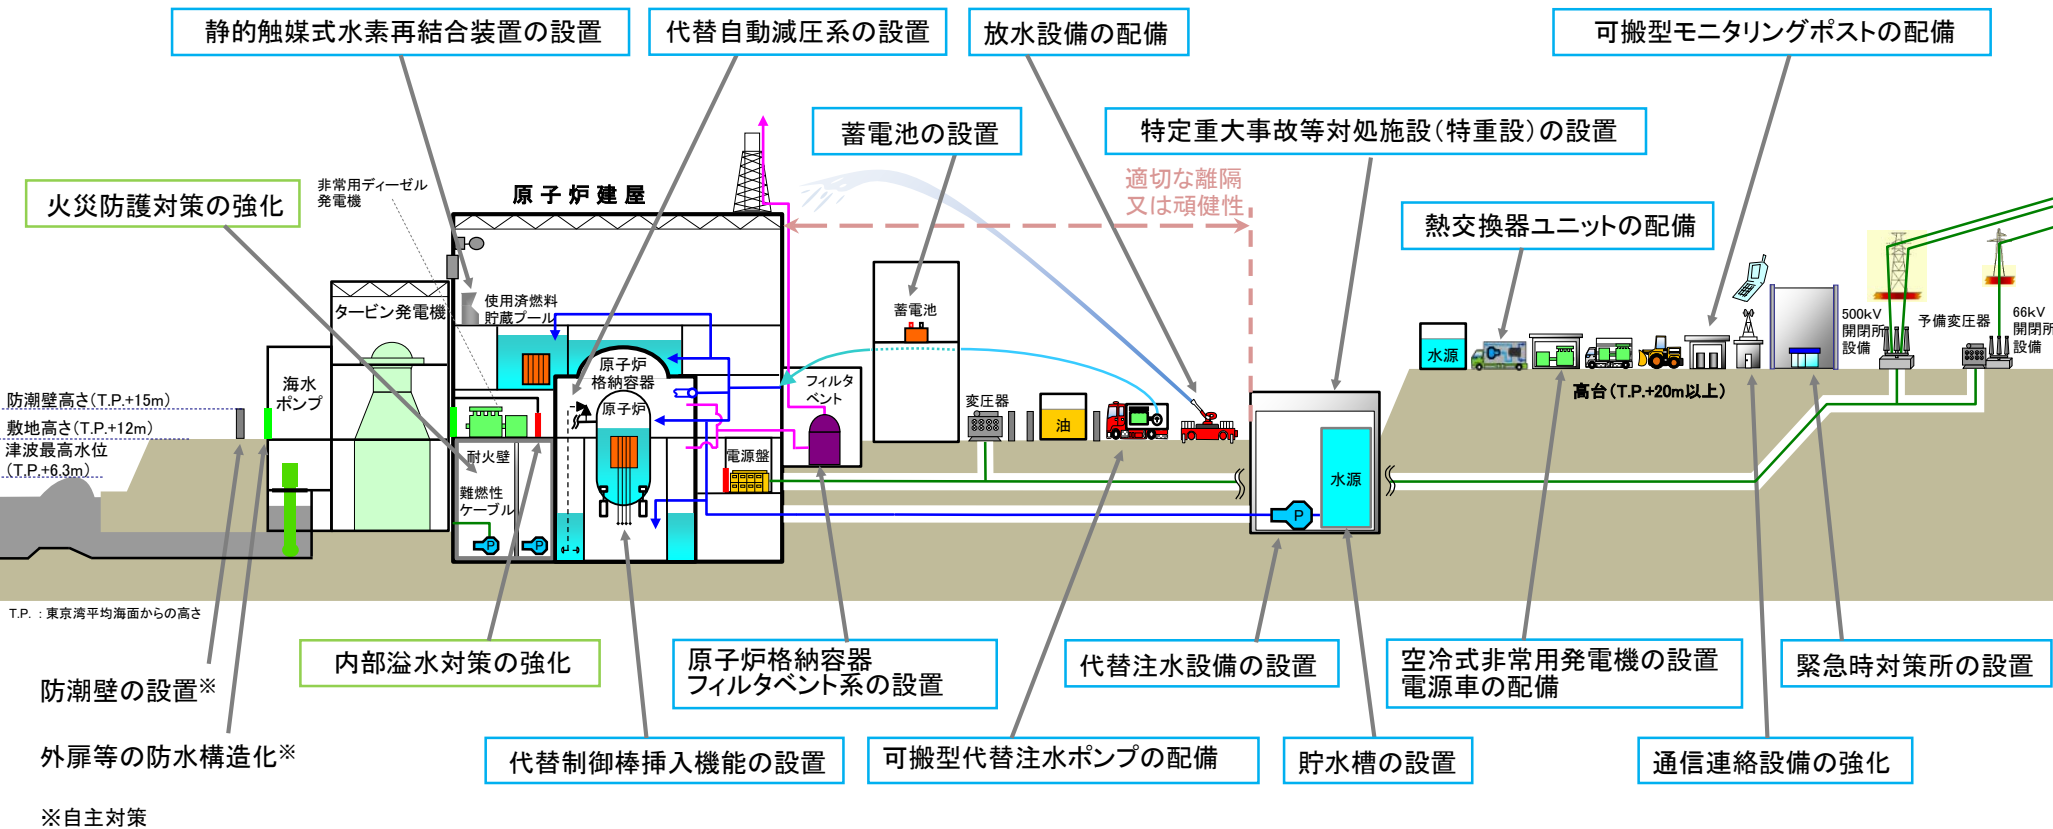 静的触媒式水素再結合装置の設置
代替自動減圧系の設置
放水設備の配備
可搬型モニタリングポストの配備
蓄電池の設置
特定重大事故等対処施設(特重設)の設置
火災防護対策の強化
非常用ディーゼル
発電機
原子炉建屋
適切な離隔
又は頑健性
熱交換器ユニットの配備
タービン発電機
使用済燃料
貯蔵プール
蓄電池
500kV
開閉所
設備
予備変圧器
66kV
開閉所
設備
水源
海水
ポンプ
原子炉
格納容器
原子炉
フィルタ
ベント
変圧器
油
高台(T.P.+20m以上)
防潮壁高さ(T.P.+15m)
敷地高さ(T.P.+12m)
津波最高水位
(T.P.+6.3m)
耐火壁
電源盤
難燃性
ケーブル
水源
P
P
P
T.P. :東京湾平均海面からの高さ
防潮壁の設置※
外扉等の防水構造化※
※自主対策
内部溢水対策の強化
原子炉格納容器
フィルタベント系の設置
代替注水設備の設置
空冷式非常用発電機の設置
電源車の配備
緊急時対策所の設置
代替制御棒挿入機能の設置
可搬型代替注水ポンプの配備
貯水槽の設置
通信連絡設備の強化